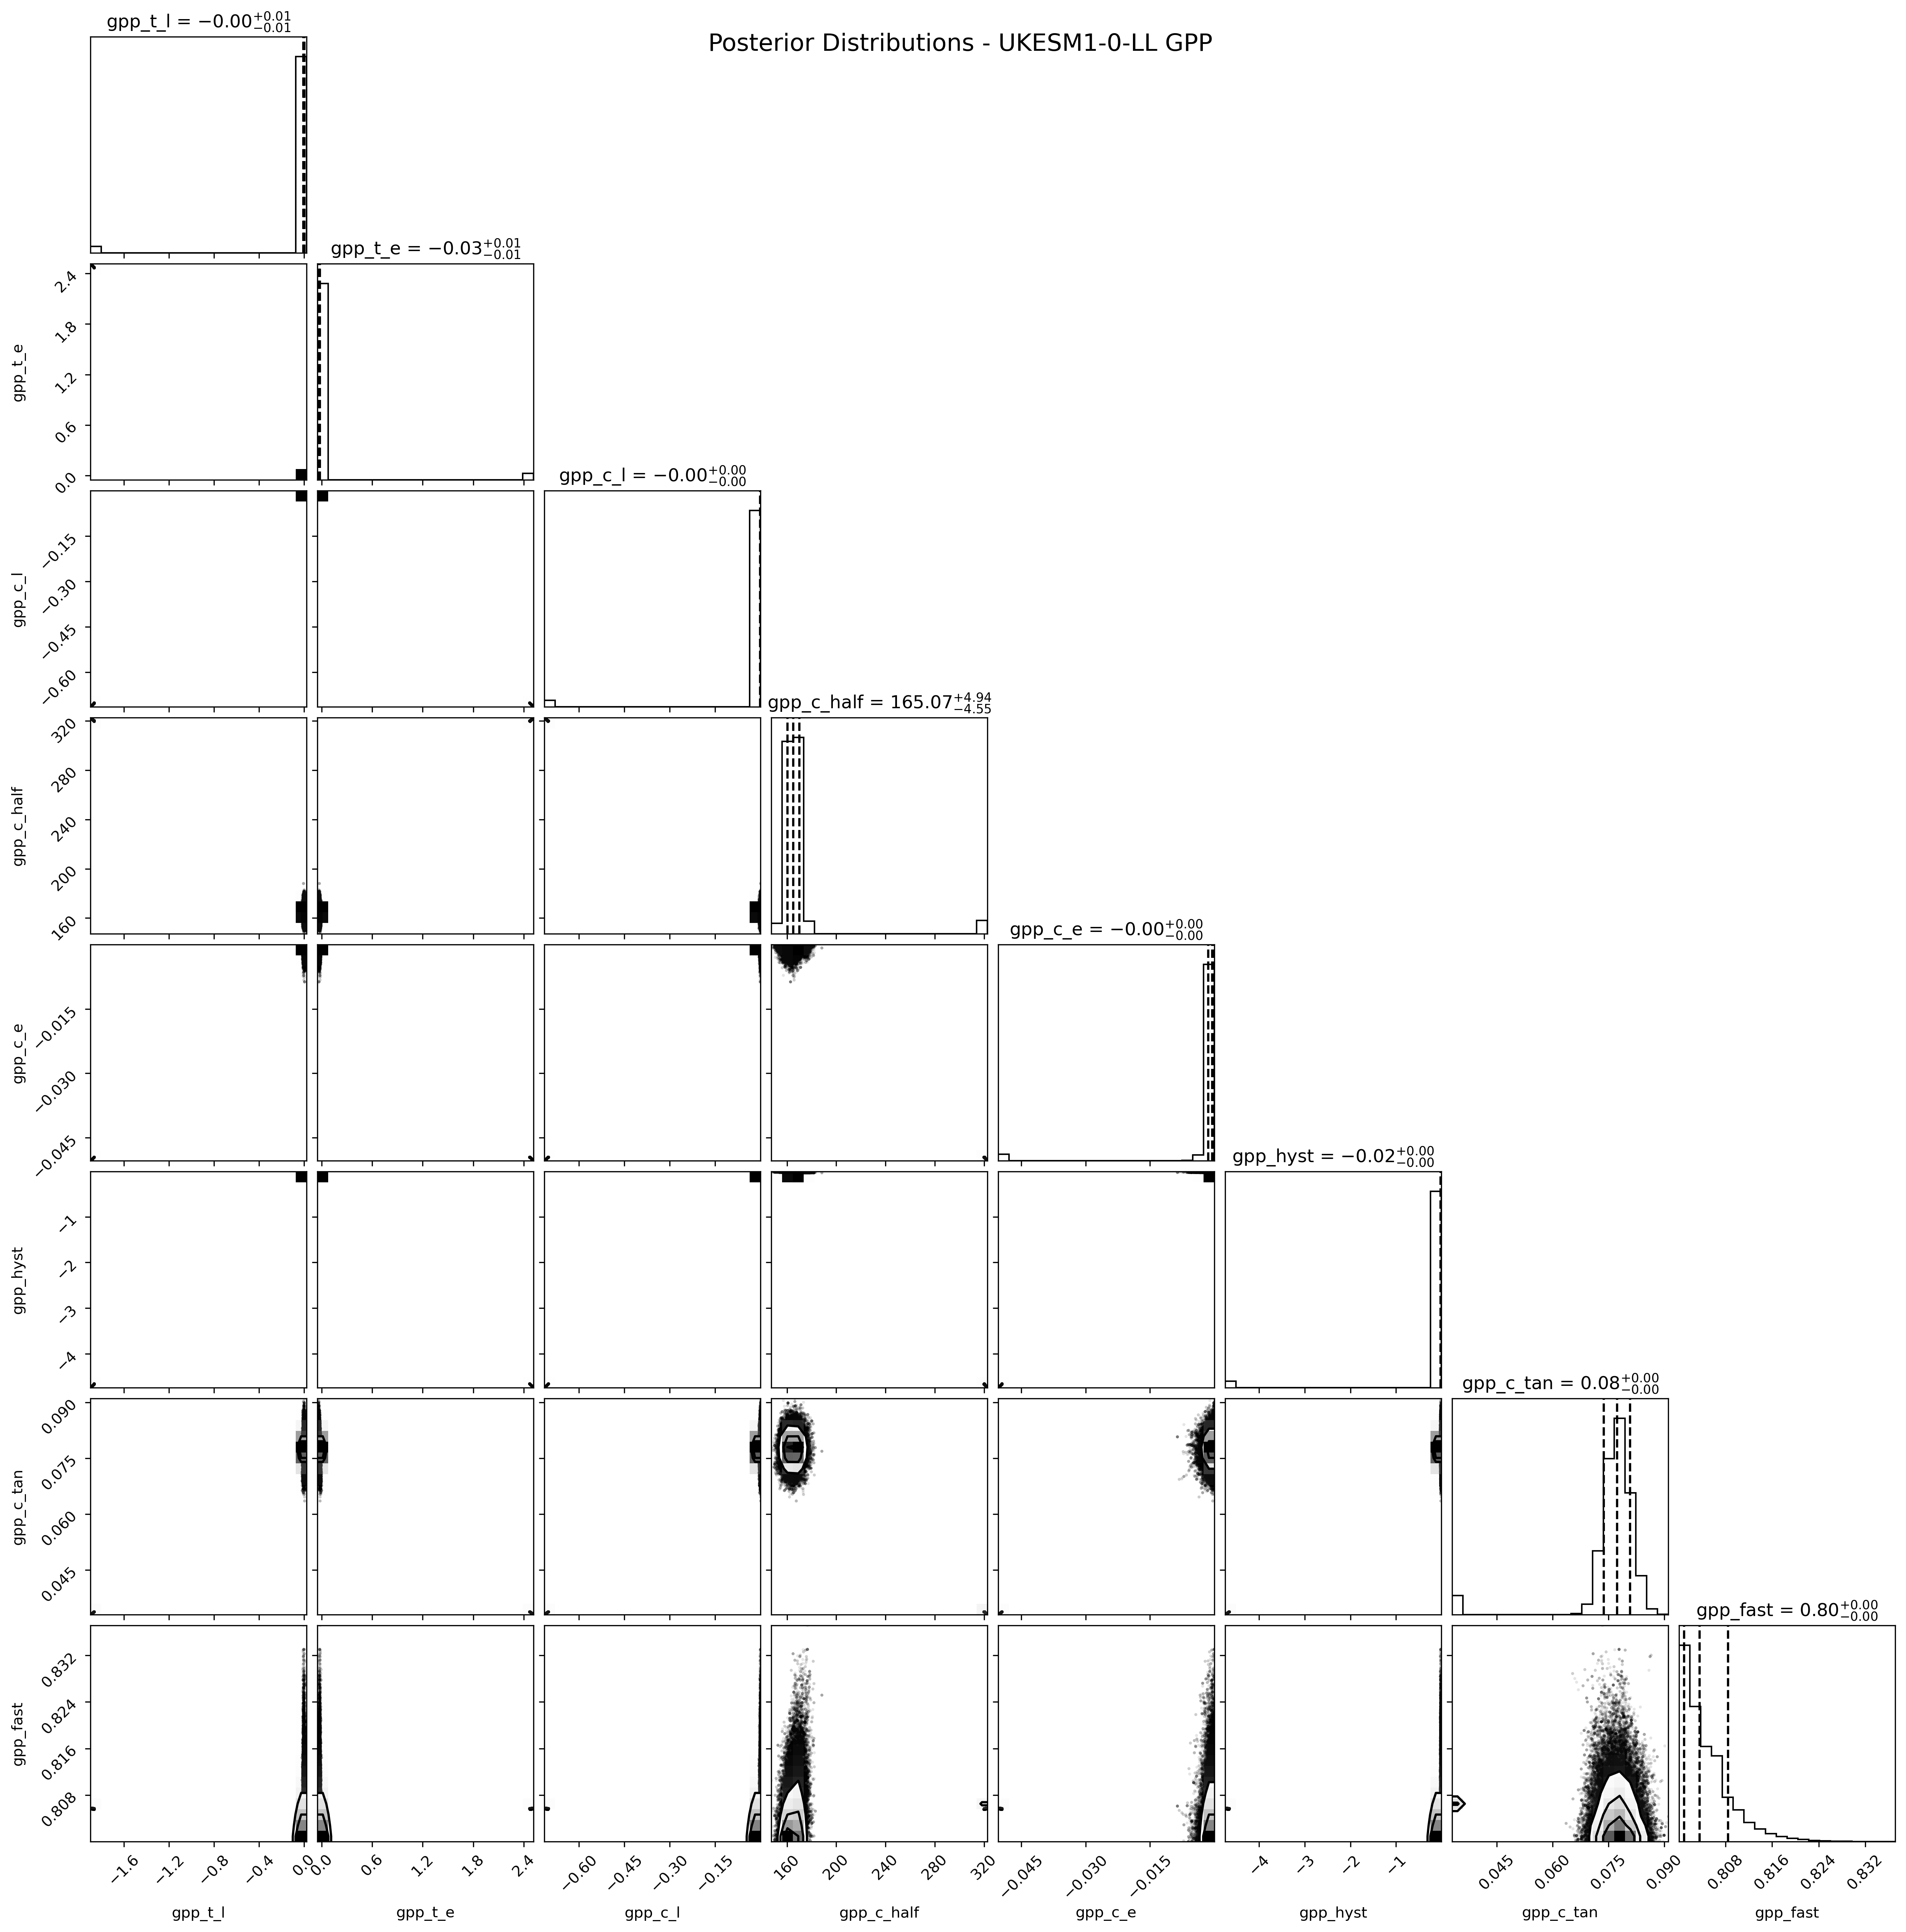 Posterior Distributions - UKESM1-0-LL GPP
gpp_t_l = −0.00+0.01−0.01
gpp_t_e = −0.03+0.01−0.01
2.4
1.8
1.2
0.6
0.0
gpp_t_e
gpp_c_l = −0.00+0.00−0.00
−0.15
−0.30
−0.45
−0.60
gpp_c_l
gpp_c_half = 165.07+4.94−4.55
320
280
240
200
160
gpp_c_half
gpp_c_e = −0.00+0.00−0.00
−0.015
−0.030
−0.045
gpp_c_e
gpp_hyst = −0.02+0.00−0.00
−1
−2
−3
−4
gpp_hyst
gpp_c_tan = 0.08+0.00−0.00
0.090
0.075
0.060
0.045
gpp_c_tan
gpp_fast = 0.80+0.00−0.00
0.832
0.824
0.816
0.808
gpp_fast
−1.6 −1.2 −0.8 −0.4 0.0
0.0 0.6 1.2 1.8 2.4
−0.60 −0.45 −0.30 −0.15
160 200 240 280 320
−0.045 −0.030 −0.015
−4 −3 −2 −1
0.045 0.060 0.075 0.090
0.808 0.816 0.824 0.832
gpp_t_l gpp_t_e gpp_c_l gpp_c_half gpp_c_e gpp_hyst gpp_c_tan gpp_fast